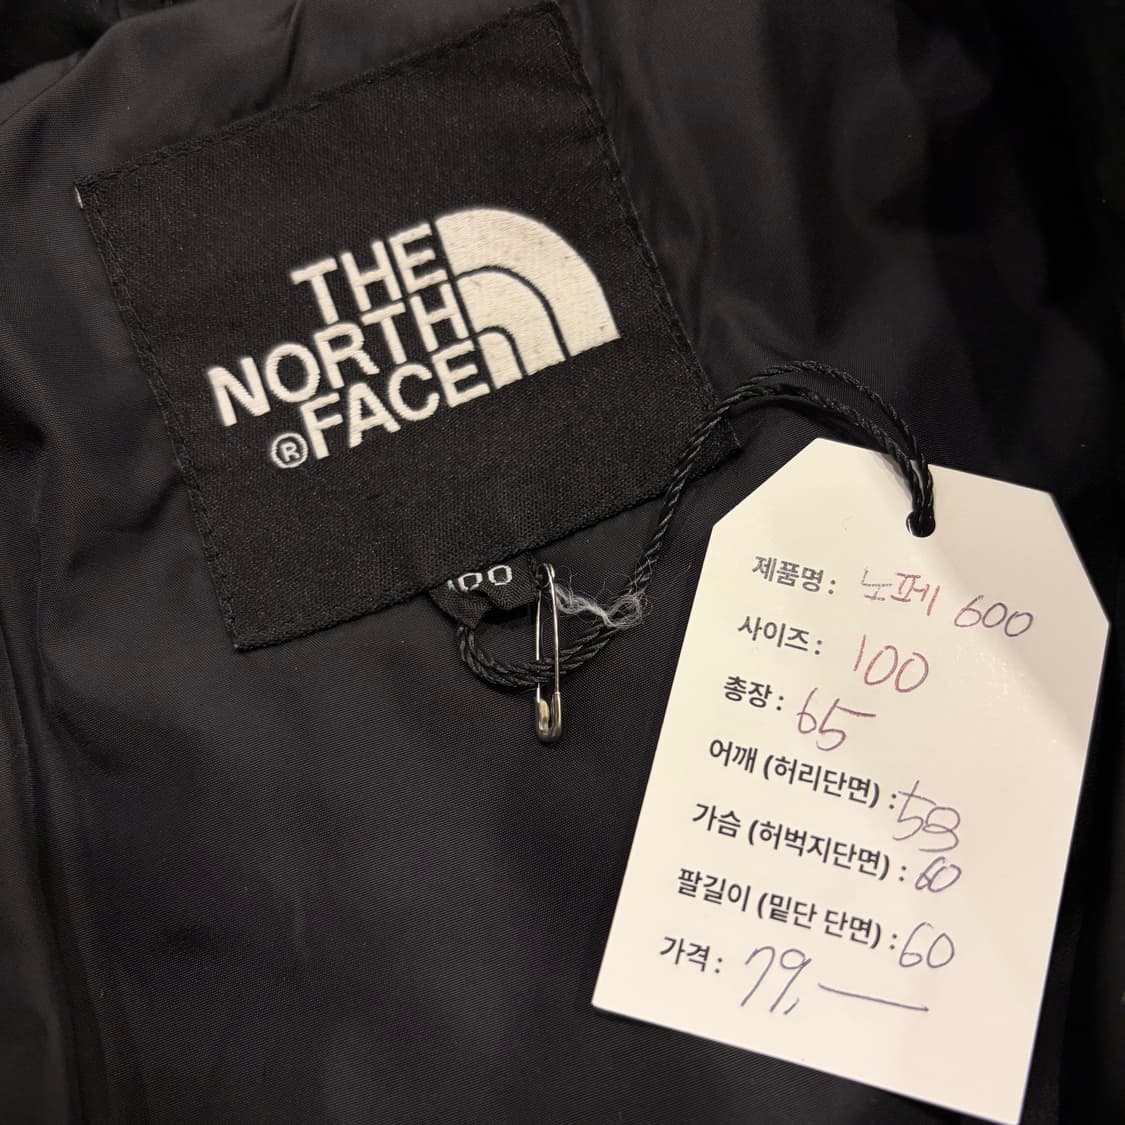 THE
NORTH
FACE
®
100
제품명 : 노페 600
사이즈 : 100
총장 : 65
어깨 (허리단면) : 58
가슴 (허벅지단면) : 60
팔길이 (밑단 단면) : 60
가격 : 79,—